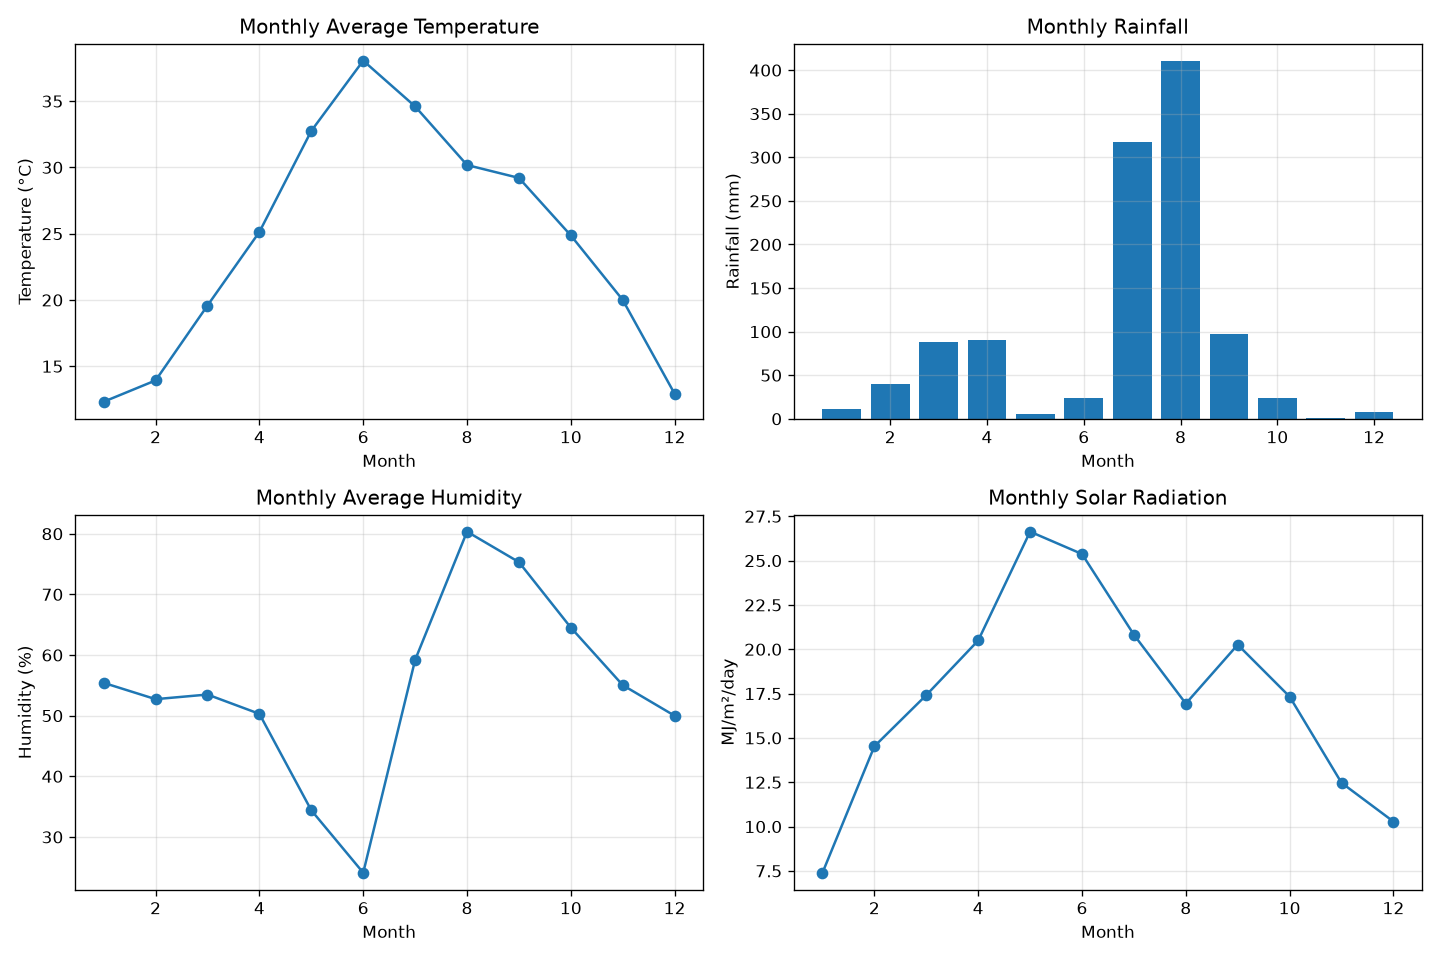 Monthly Average Temperature
Temperature (°C)
35
30
25
20
15
2 4 6 8 10 12
Month
Monthly Rainfall
Rainfall (mm)
400
350
300
250
200
150
100
50
0
2 4 6 8 10 12
Month
Monthly Average Humidity
Humidity (%)
80
70
60
50
40
30
2 4 6 8 10 12
Month
Monthly Solar Radiation
MJ/m²/day
27.5
25.0
22.5
20.0
17.5
15.0
12.5
10.0
7.5
2 4 6 8 10 12
Month